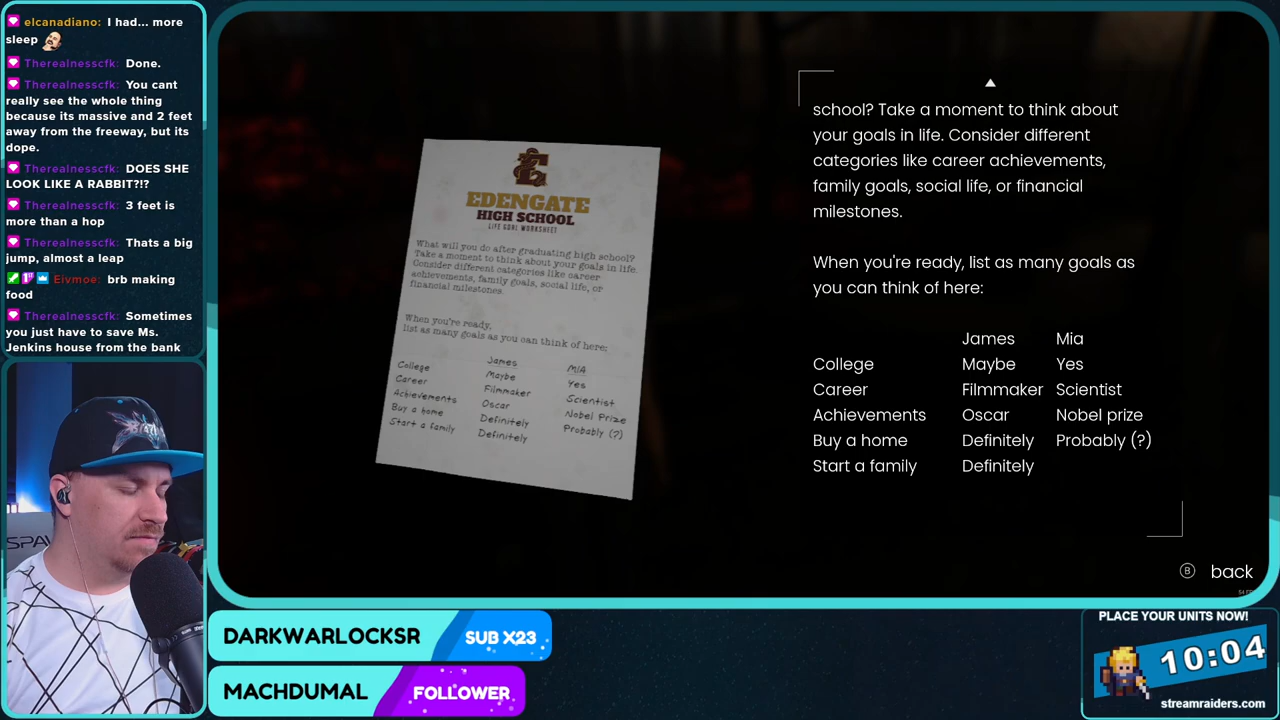 elcanadiano: I had... more
sleep
Therealnesscfk: Done.
Therealnesscfk: You cant
really see the whole thing
because its massive and 2 feet
away from the freeway, but its
dope.
Therealnesscfk: DOES SHE
LOOK LIKE A RABBIT?!?
Therealnesscfk: 3 feet is
more than a hop
Therealnesscfk: Thats a big
jump, almost a leap
Eivmoe: brb making
food
Therealnesscfk: Sometimes
you just have to save Ms.
Jenkins house from the bank
E
EDENGATE
HIGH SCHOOL
LIFE GOAL WORKSHEET
What will you do after graduating high school?
Take a moment to think about your goals in life.
Consider different categories like career
achievements, family goals, social life, or
financial milestones.
When you're ready,
list as many goals as you can think of here:
James MIA
College Maybe Yes
Career Filmmaker Scientist
Achievements Oscar Nobel Prize
Buy a home Definitely Probably (?)
Start a family Definitely
school? Take a moment to think about
your goals in life. Consider different
categories like career achievements,
family goals, social life, or financial
milestones.
When you're ready, list as many goals as
you can think of here:
James Mia
College Maybe Yes
Career Filmmaker Scientist
Achievements Oscar Nobel prize
Buy a home Definitely Probably (?)
Start a family Definitely
B back
SPA
DARKWARLOCKSR SUB X23
MACHDUMAL FOLLOWER
PLACE YOUR UNITS NOW!
10:04
streamraiders.com